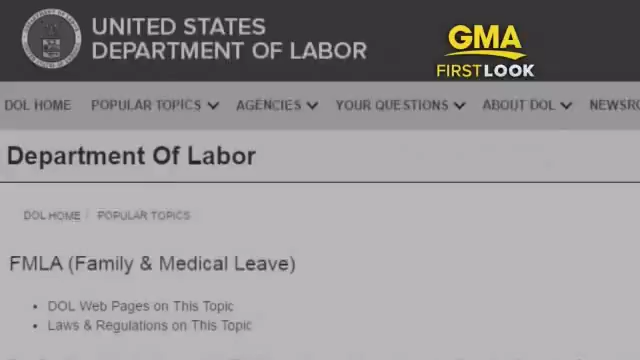 UNITED STATES
DEPARTMENT OF LABOR
GMA
FIRST LOOK
DOL HOME POPULAR TOPICS AGENCIES YOUR QUESTIONS ABOUT DOL NEWSRO
Department Of Labor
DOL HOME / POPULAR TOPICS
FMLA (Family & Medical Leave)
• DOL Web Pages on This Topic
• Laws & Regulations on This Topic